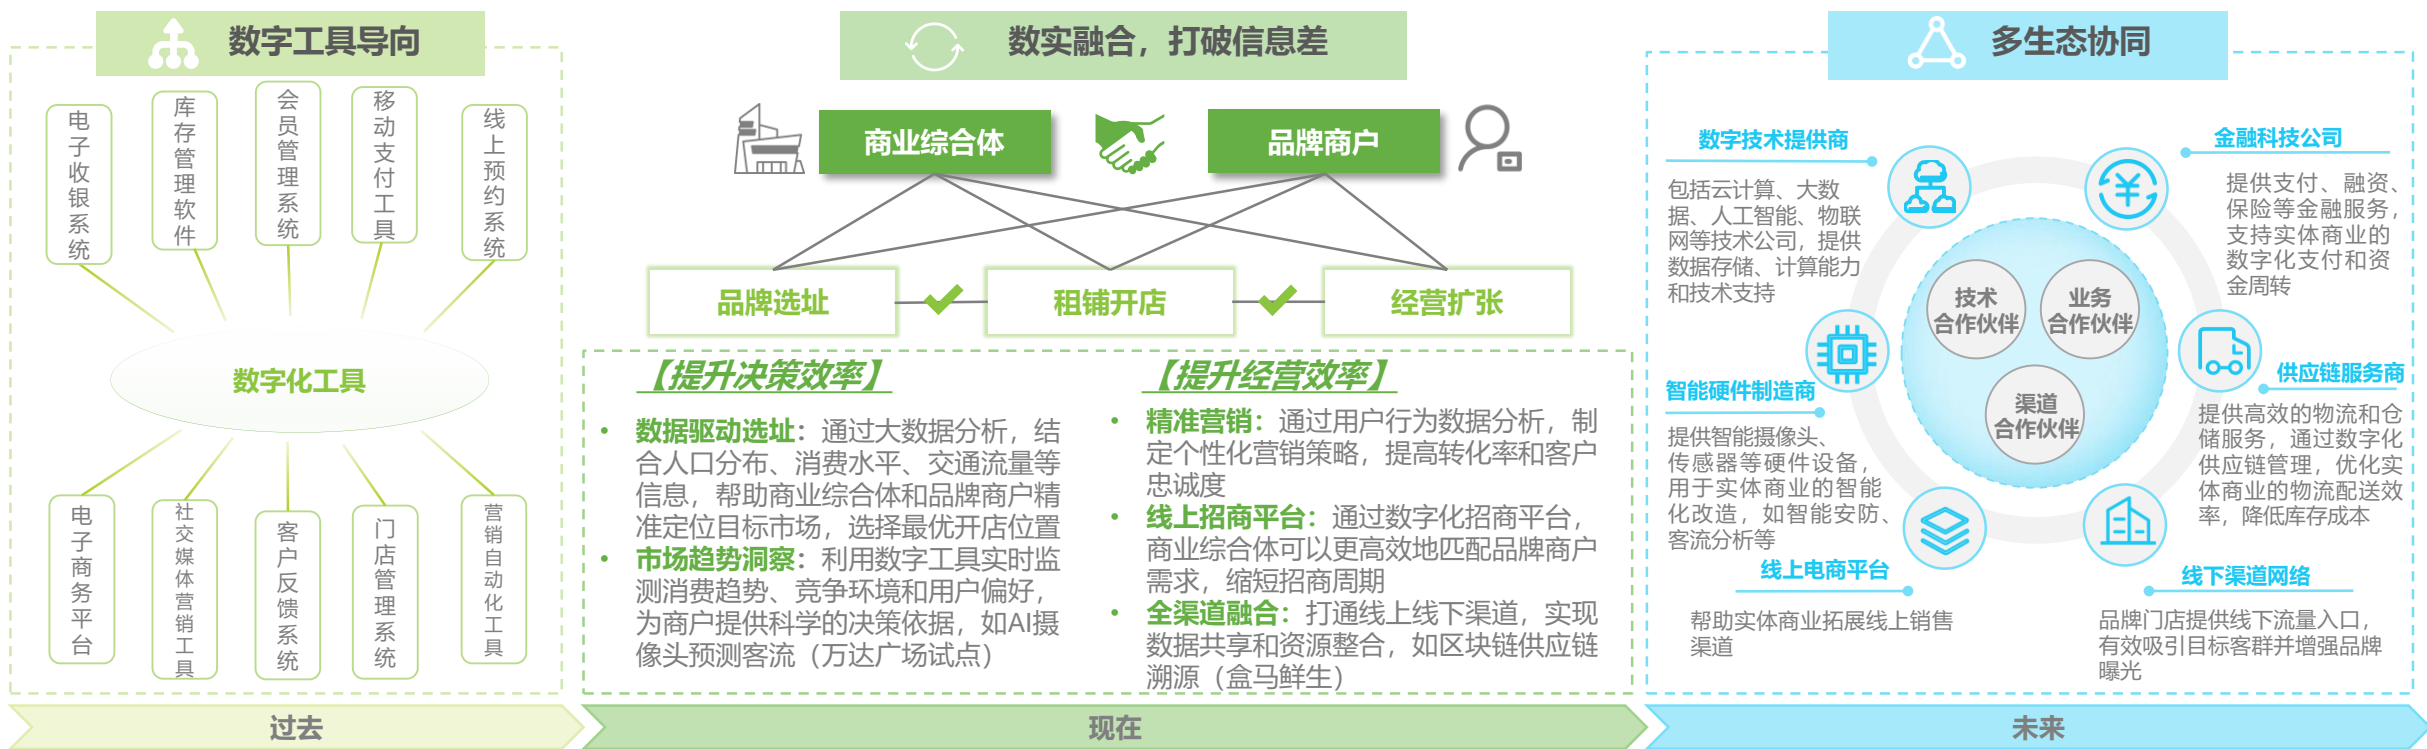 数字工具导向
电子收银系统
库存管理软件
会员管理系统
移动支付工具
线上预约系统
数字化工具
电子商务平台
社交媒体营销工具
客户反馈系统
门店管理系统
营销自动化工具
过去
数实融合，打破信息差
商业综合体
品牌商户
品牌选址
租铺开店
经营扩张
【提升决策效率】
• 数据驱动选址：通过大数据分析，结
合人口分布、消费水平、交通流量等
信息，帮助商业综合体和品牌商户精
准定位目标市场，选择最优开店位置
• 市场趋势洞察：利用数字工具实时监
测消费趋势、竞争环境和用户偏好，
为商户提供科学的决策依据，如AI摄
像头预测客流（万达广场试点）
【提升经营效率】
• 精准营销：通过用户行为数据分析，制
定个性化营销策略，提高转化率和客户
忠诚度
• 线上招商平台：通过数字化招商平台，
商业综合体可以更高效地匹配品牌商户
需求，缩短招商周期
• 全渠道融合：打通线上线下渠道，实现
数据共享和资源整合，如区块链供应链
溯源（盒马鲜生）
现在
多生态协同
数字技术提供商
包括云计算、大数
据、人工智能、物联
网等技术公司，提供
数据存储、计算能力
和技术支持
智能硬件制造商
提供智能摄像头、
传感器等硬件设备，
用于实体商业的智能
化改造，如智能安防、
客流分析等
线上电商平台
帮助实体商业拓展线上销售
渠道
技术
合作伙伴
业务
合作伙伴
渠道
合作伙伴
金融科技公司
提供支付、融资、
保险等金融服务，
支持实体商业的
数字化支付和资
金周转
供应链服务商
提供高效的物流和仓
储服务，通过数字化
供应链管理，优化实
体商业的物流配送效
率，降低库存成本
线下渠道网络
品牌门店提供线下流量入口，
有效吸引目标客群并增强品牌
曝光
未来